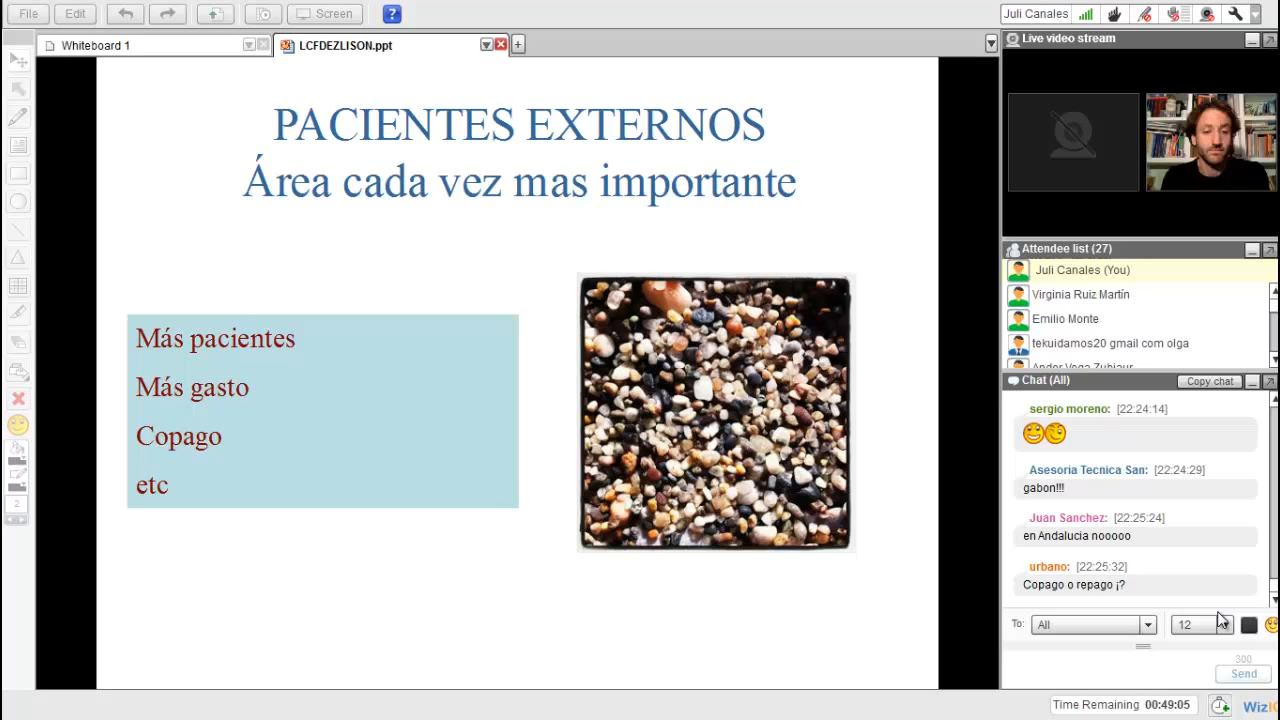 File
Edit
Screen
?
Juli Canales
Whiteboard 1
LCFDEZLISON.ppt
+
Live video stream
PACIENTES EXTERNOS
Área cada vez mas importante
Más pacientes
Más gasto
Copago
etc
2
Attendee list (27)
Juli Canales (You)
Virginia Ruiz Martín
Emilio Monte
tekuidamos20 gmail com olga
Ander Vega Zubiaur
Chat (All)
Copy chat
sergio moreno: [22:24:14]
Asesoria Tecnica San: [22:24:29]
gabon!!!
Juan Sanchez: [22:25:24]
en Andalucia nooooo
urbano: [22:25:32]
Copago o repago ¡?
To: All 12
300
Send
Time Remaining 00:49:05